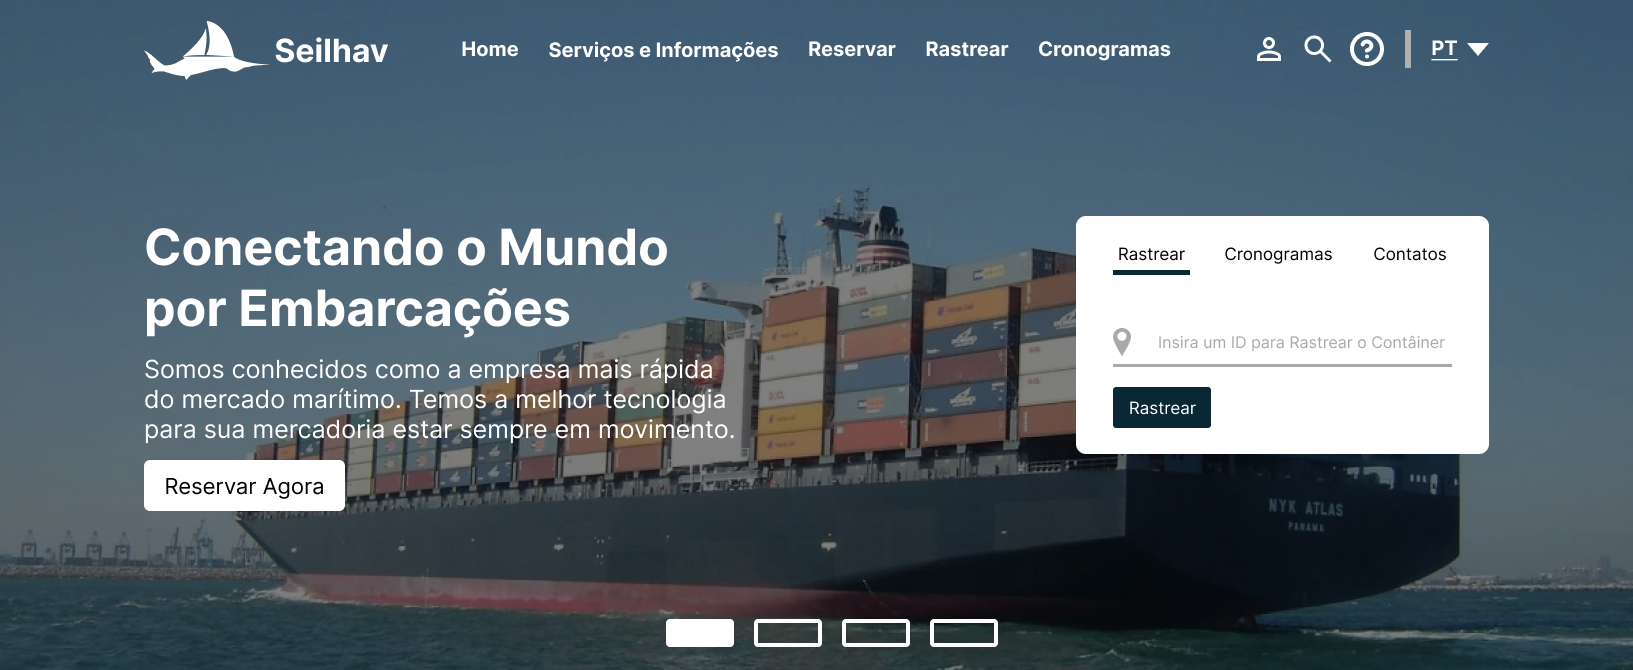 Seilhav
Home
Serviços e Informações
Reservar
Rastrear
Cronogramas
PT
Conectando o Mundo
por Embarcações
Somos conhecidos como a empresa mais rápida
do mercado marítimo. Temos a melhor tecnologia
para sua mercadoria estar sempre em movimento.
Reservar Agora
Rastrear
Cronogramas
Contatos
Insira um ID para Rastrear o Contâiner
Rastrear
NYK ATLAS
PANAMA